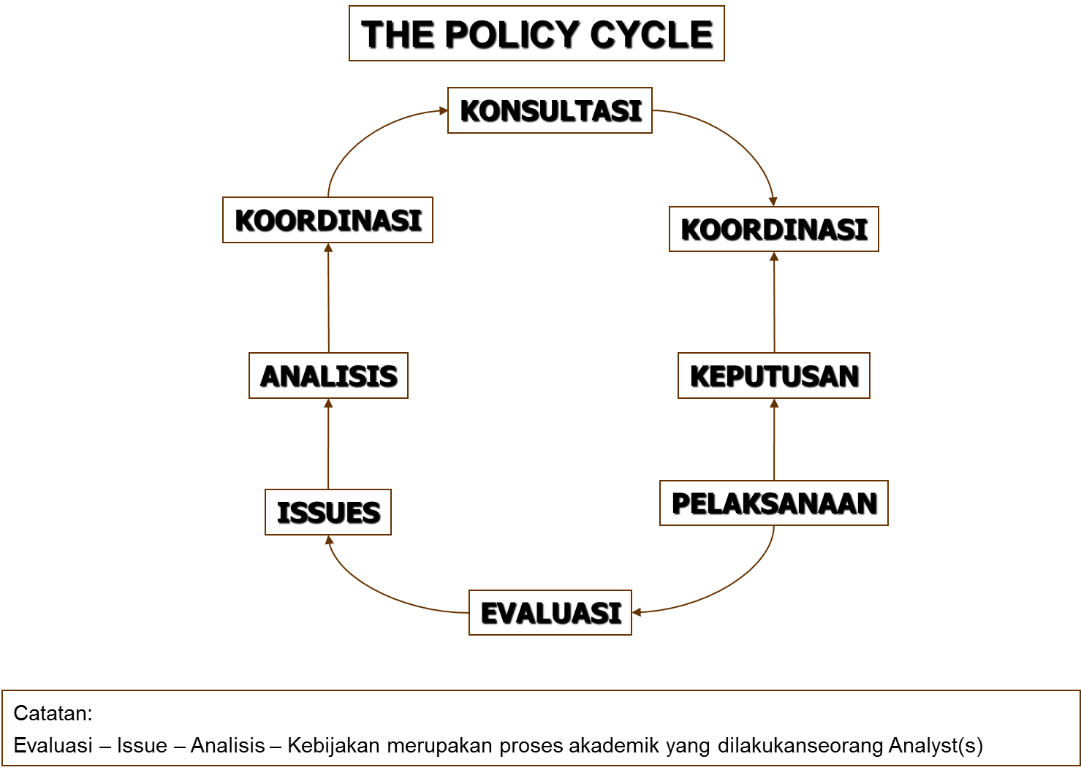 THE POLICY CYCLE
KONSULTASI
KOORDINASI
KOORDINASI
ANALISIS
KEPUTUSAN
ISSUES
PELAKSANAAN
EVALUASI
Catatan:
Evaluasi – Issue – Analisis – Kebijakan merupakan proses akademik yang dilakukanseorang Analyst(s)